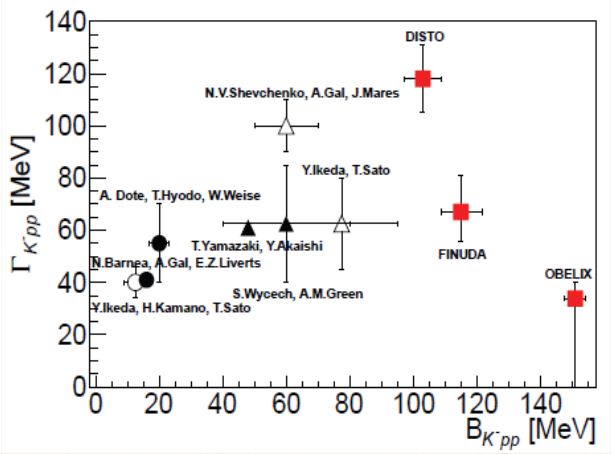 140
DISTO
120
N.V.Shevchenko, A.Gal, J.Mares
100
Y.Ikeda, T.Sato
80
A. Dote, T.Hyodo, W.Weise
60
T.Yamazaki, Y.Akaishi
FINUDA
N.Barnea, A.Gal, E.Z.Liverts
OBELIX
40
S.Wycech, A.M.Green
Y.Ikeda, H.Kamano, T.Sato
20
0
Γ K⁻pp [MeV]
0 20 40 60 80 100 120 140
B K⁻pp [MeV]